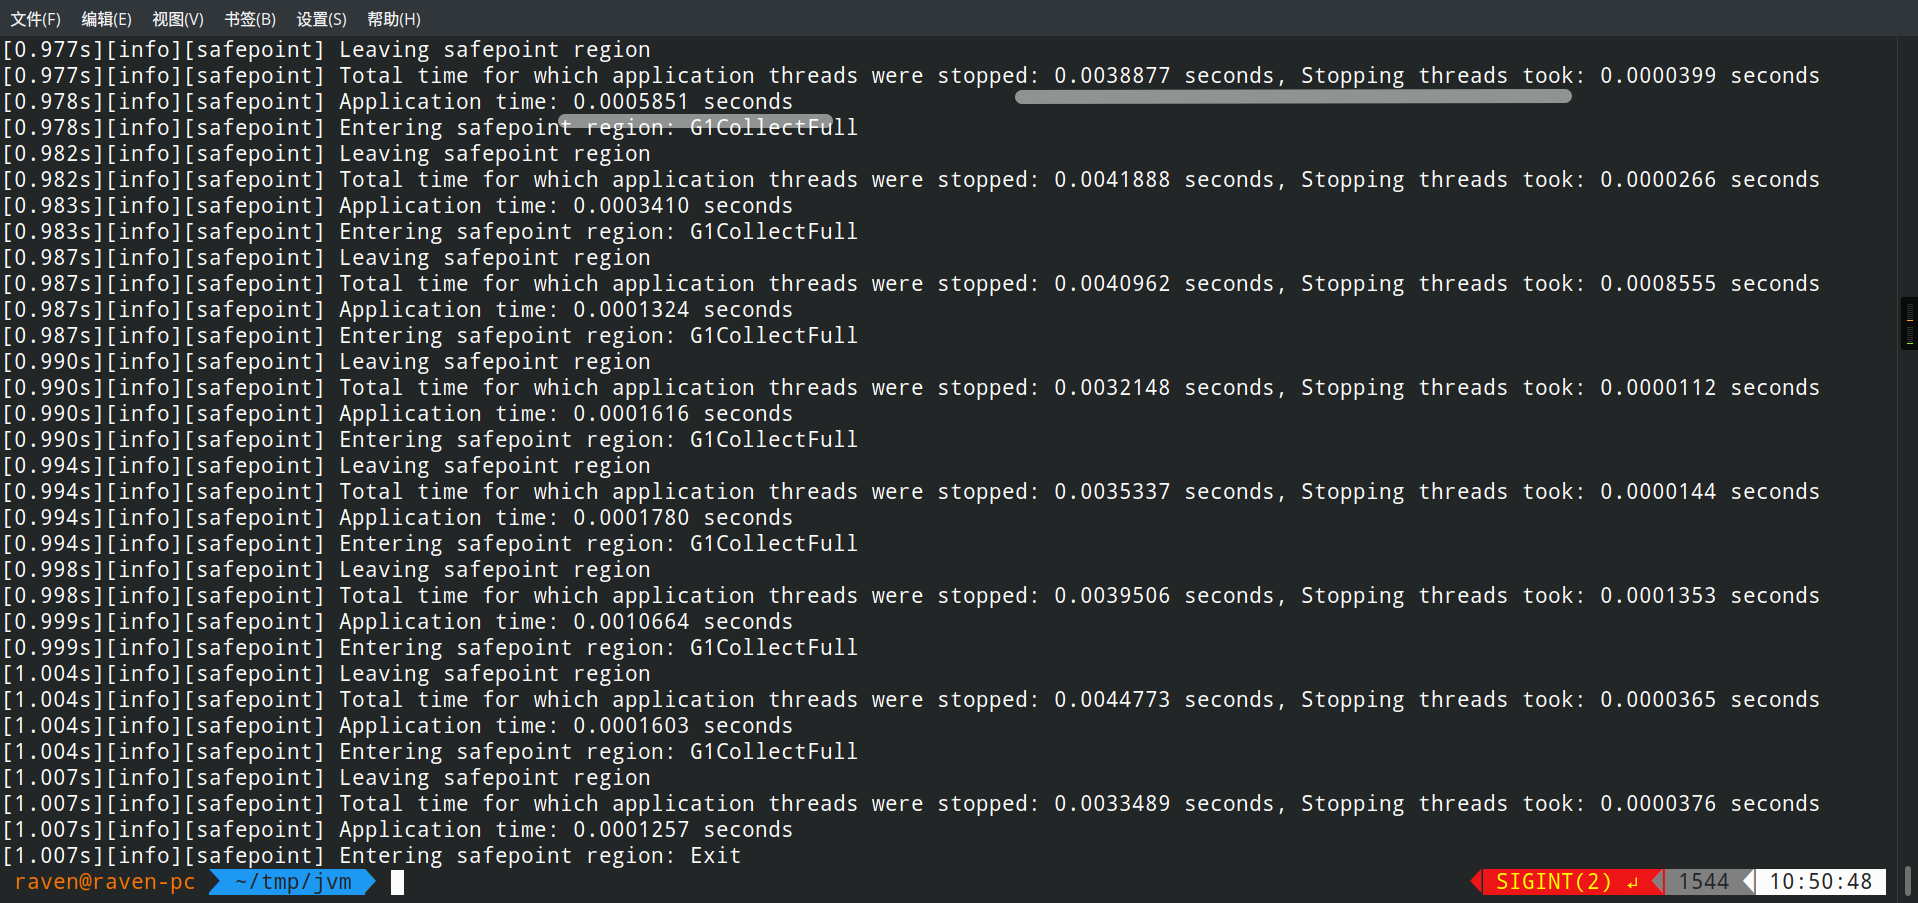 文件(F) 编辑(E) 视图(V) 书签(B) 设置(S) 帮助(H)
[0.977s][info][safepoint] Leaving safepoint region
[0.977s][info][safepoint] Total time for which application threads were stopped: 0.0038877 seconds, Stopping threads took: 0.0000399 seconds
[0.978s][info][safepoint] Application time: 0.0005851 seconds
[0.978s][info][safepoint] Entering safepoint region: G1CollectFull
[0.982s][info][safepoint] Leaving safepoint region
[0.982s][info][safepoint] Total time for which application threads were stopped: 0.0041888 seconds, Stopping threads took: 0.0000266 seconds
[0.983s][info][safepoint] Application time: 0.0003410 seconds
[0.983s][info][safepoint] Entering safepoint region: G1CollectFull
[0.987s][info][safepoint] Leaving safepoint region
[0.987s][info][safepoint] Total time for which application threads were stopped: 0.0040962 seconds, Stopping threads took: 0.0008555 seconds
[0.987s][info][safepoint] Application time: 0.0001324 seconds
[0.987s][info][safepoint] Entering safepoint region: G1CollectFull
[0.990s][info][safepoint] Leaving safepoint region
[0.990s][info][safepoint] Total time for which application threads were stopped: 0.0032148 seconds, Stopping threads took: 0.0000112 seconds
[0.990s][info][safepoint] Application time: 0.0001616 seconds
[0.990s][info][safepoint] Entering safepoint region: G1CollectFull
[0.994s][info][safepoint] Leaving safepoint region
[0.994s][info][safepoint] Total time for which application threads were stopped: 0.0035337 seconds, Stopping threads took: 0.0000144 seconds
[0.994s][info][safepoint] Application time: 0.0001780 seconds
[0.994s][info][safepoint] Entering safepoint region: G1CollectFull
[0.998s][info][safepoint] Leaving safepoint region
[0.998s][info][safepoint] Total time for which application threads were stopped: 0.0039506 seconds, Stopping threads took: 0.0001353 seconds
[0.999s][info][safepoint] Application time: 0.0010664 seconds
[0.999s][info][safepoint] Entering safepoint region: G1CollectFull
[1.004s][info][safepoint] Leaving safepoint region
[1.004s][info][safepoint] Total time for which application threads were stopped: 0.0044773 seconds, Stopping threads took: 0.0000365 seconds
[1.004s][info][safepoint] Application time: 0.0001603 seconds
[1.004s][info][safepoint] Entering safepoint region: G1CollectFull
[1.007s][info][safepoint] Leaving safepoint region
[1.007s][info][safepoint] Total time for which application threads were stopped: 0.0033489 seconds, Stopping threads took: 0.0000376 seconds
[1.007s][info][safepoint] Application time: 0.0001257 seconds
[1.007s][info][safepoint] Entering safepoint region: Exit
raven@raven-pc ~/tmp/jvm SIGINT(2) ↵ 1544 10:50:48